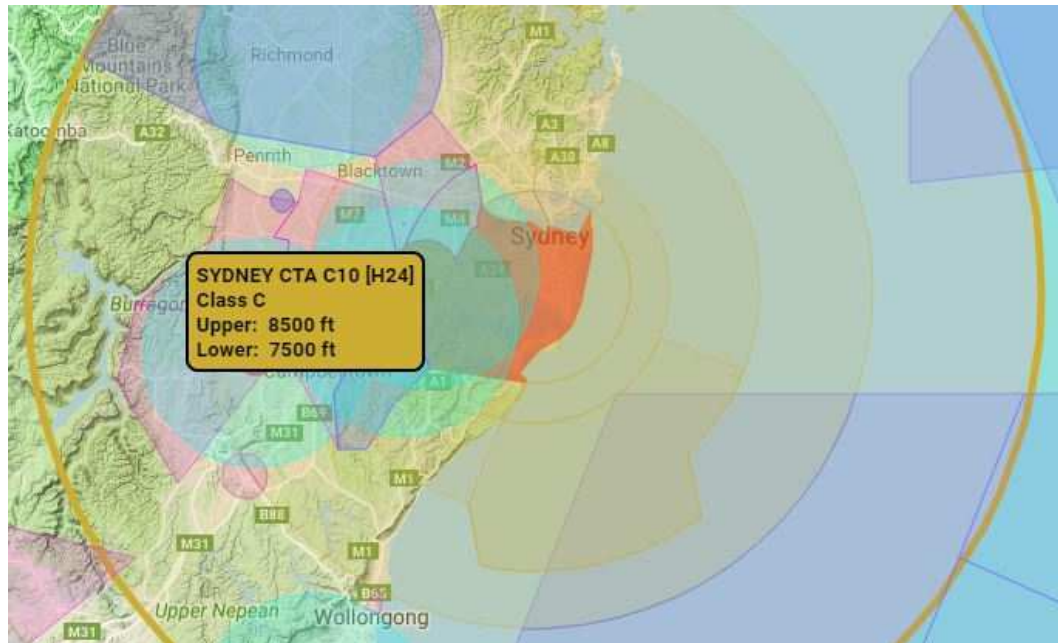 M1
Blue
Mountains
National Park
Richmond
Katoomba
A32
A3
A8
A30
Penrith
Blacktown
M2
M7
M4
Sydney
SYDNEY CTA C10 [H24]
Class C
Upper: 8500 ft
Lower: 7500 ft
A1
B69
M31
M1
B88
M31
M1
B65
Upper Nepean
Wollongong
M31